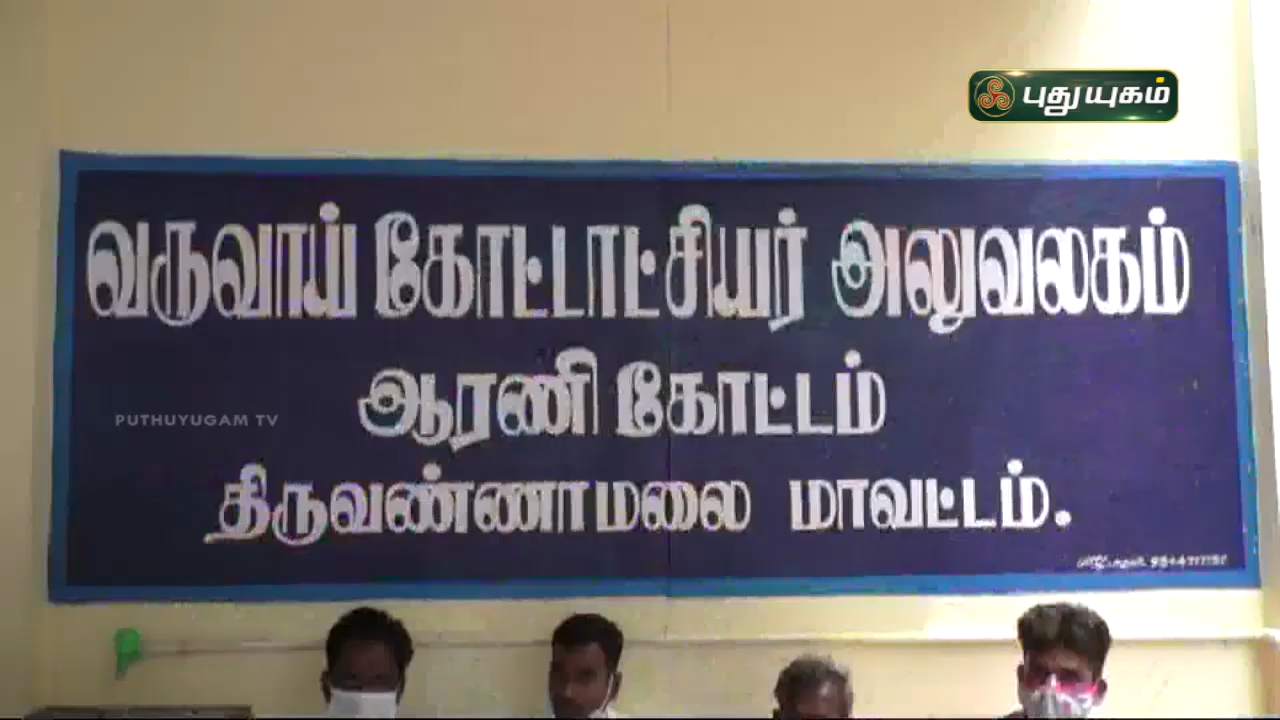 புதுயுகம்
வருவாய் கோட்டாட்சியர் அலுவலகம்
ஆரணி கோட்டம்
PUTHUYUGAM TV
திருவண்ணாமலை மாவட்டம்.